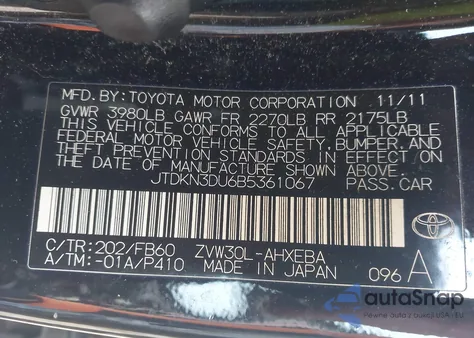 MFD. BY: TOYOTA MOTOR CORPORATION 11/11
GVWR 3980LB GAWR FR 2270LB RR 2175LB
THIS VEHICLE CONFORMS TO ALL APPLICABLE
FEDERAL MOTOR VEHICLE SAFETY, BUMPER, AND
THEFT PREVENTION STANDARDS IN EFFECT ON
THE DATE OF MANUFACTURE SHOWN ABOVE.
JTDKN3DU6B5361067 PASS. CAR
C/TR: 202/FB60 ZVW30L-AHXEBA
A/TM: -01A/P410 MADE IN JAPAN 096 A
autoSnap